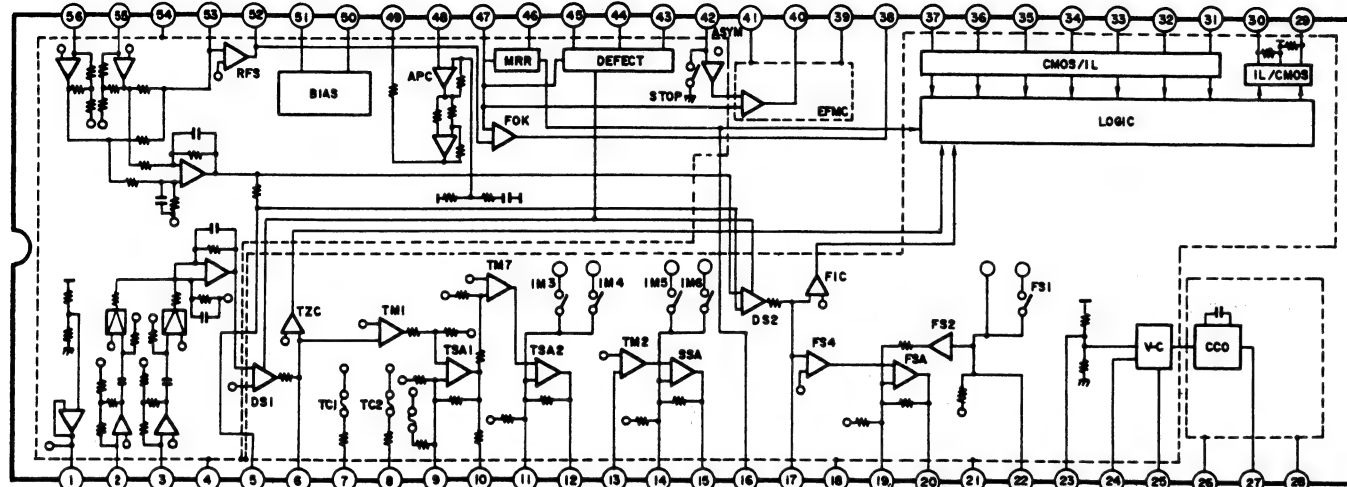 56 55 54 53 52 51 50 49 48 47 46 45 44 43 42 41 40 39 38 37 36 35 34 33 32 31 30 29
ASYM
RFS
BIAS
APC
MRR
DEFECT
STOP
EFMC
CMOS/IL
IL/CMOS
FOK
LOGIC
TM7
IM3
IM4
IM5
IM6
FIC
FS1
TZC
TM1
DS2
FS2
TSA1
TSA2
TM2
SSA
FS4
FSA
V-C
CCO
DS1
TC1
TC2
1 2 3 4 5 6 7 8 9 10 11 12 13 14 15 16 17 18 19 20 21 22 23 24 25 26 27 28